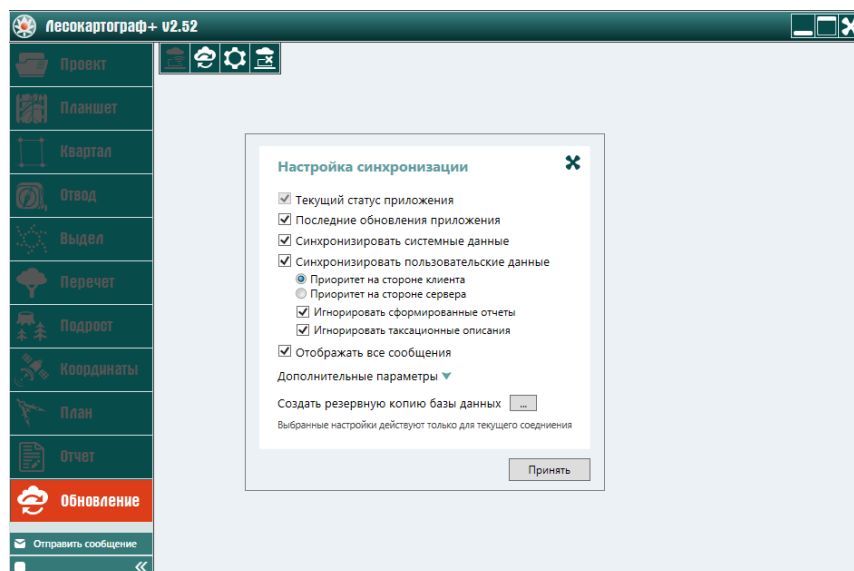 Лесокартограф+ v2.52
Проект
Планшет
Квартал
Отвод
Выдел
Перечет
Подрост
Координаты
План
Отчет
Обновление
Отправить сообщение
Настройка синхронизации
Текущий статус приложения
Последние обновления приложения
Синхронизировать системные данные
Синхронизировать пользовательские данные
Приоритет на стороне клиента
Приоритет на стороне сервера
Игнорировать сформированные отчеты
Игнорировать таксационные описания
Отображать все сообщения
Дополнительные параметры
Создать резервную копию базы данных ...
Выбранные настройки действуют только для текущего соедниения
Принять